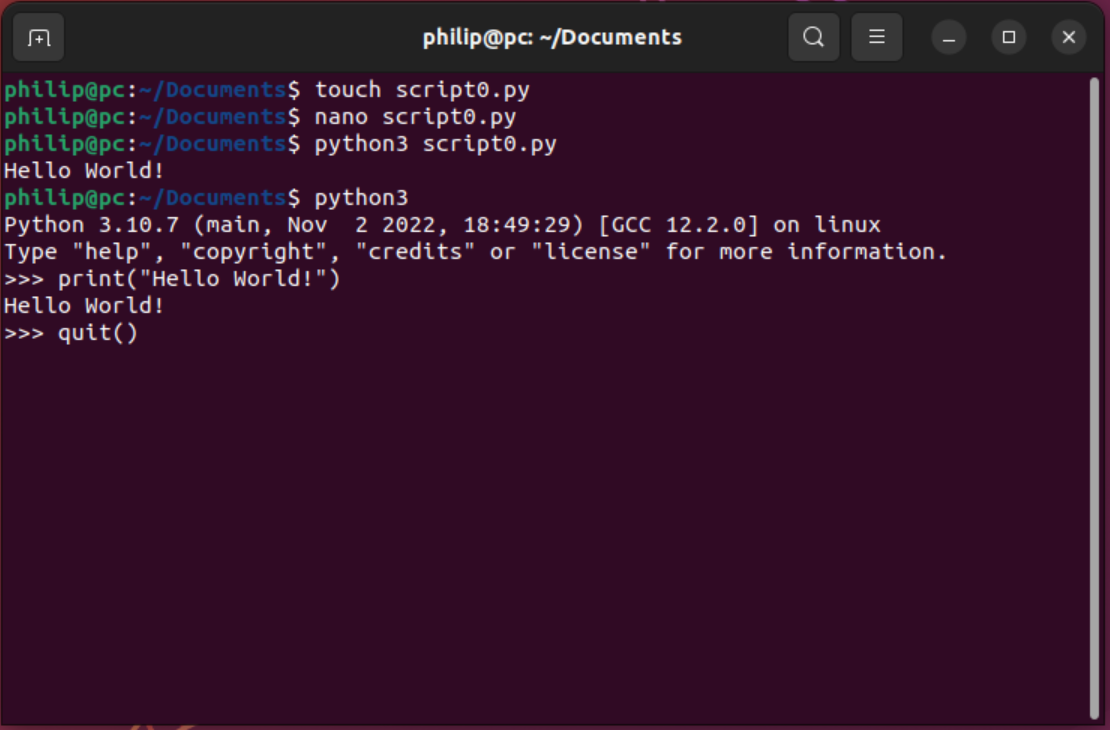 philip@pc: ~/Documents
philip@pc:~/Documents$ touch script0.py
philip@pc:~/Documents$ nano script0.py
philip@pc:~/Documents$ python3 script0.py
Hello World!
philip@pc:~/Documents$ python3
Python 3.10.7 (main, Nov  2 2022, 18:49:29) [GCC 12.2.0] on linux
Type "help", "copyright", "credits" or "license" for more information.
>>> print("Hello World!")
Hello World!
>>> quit()